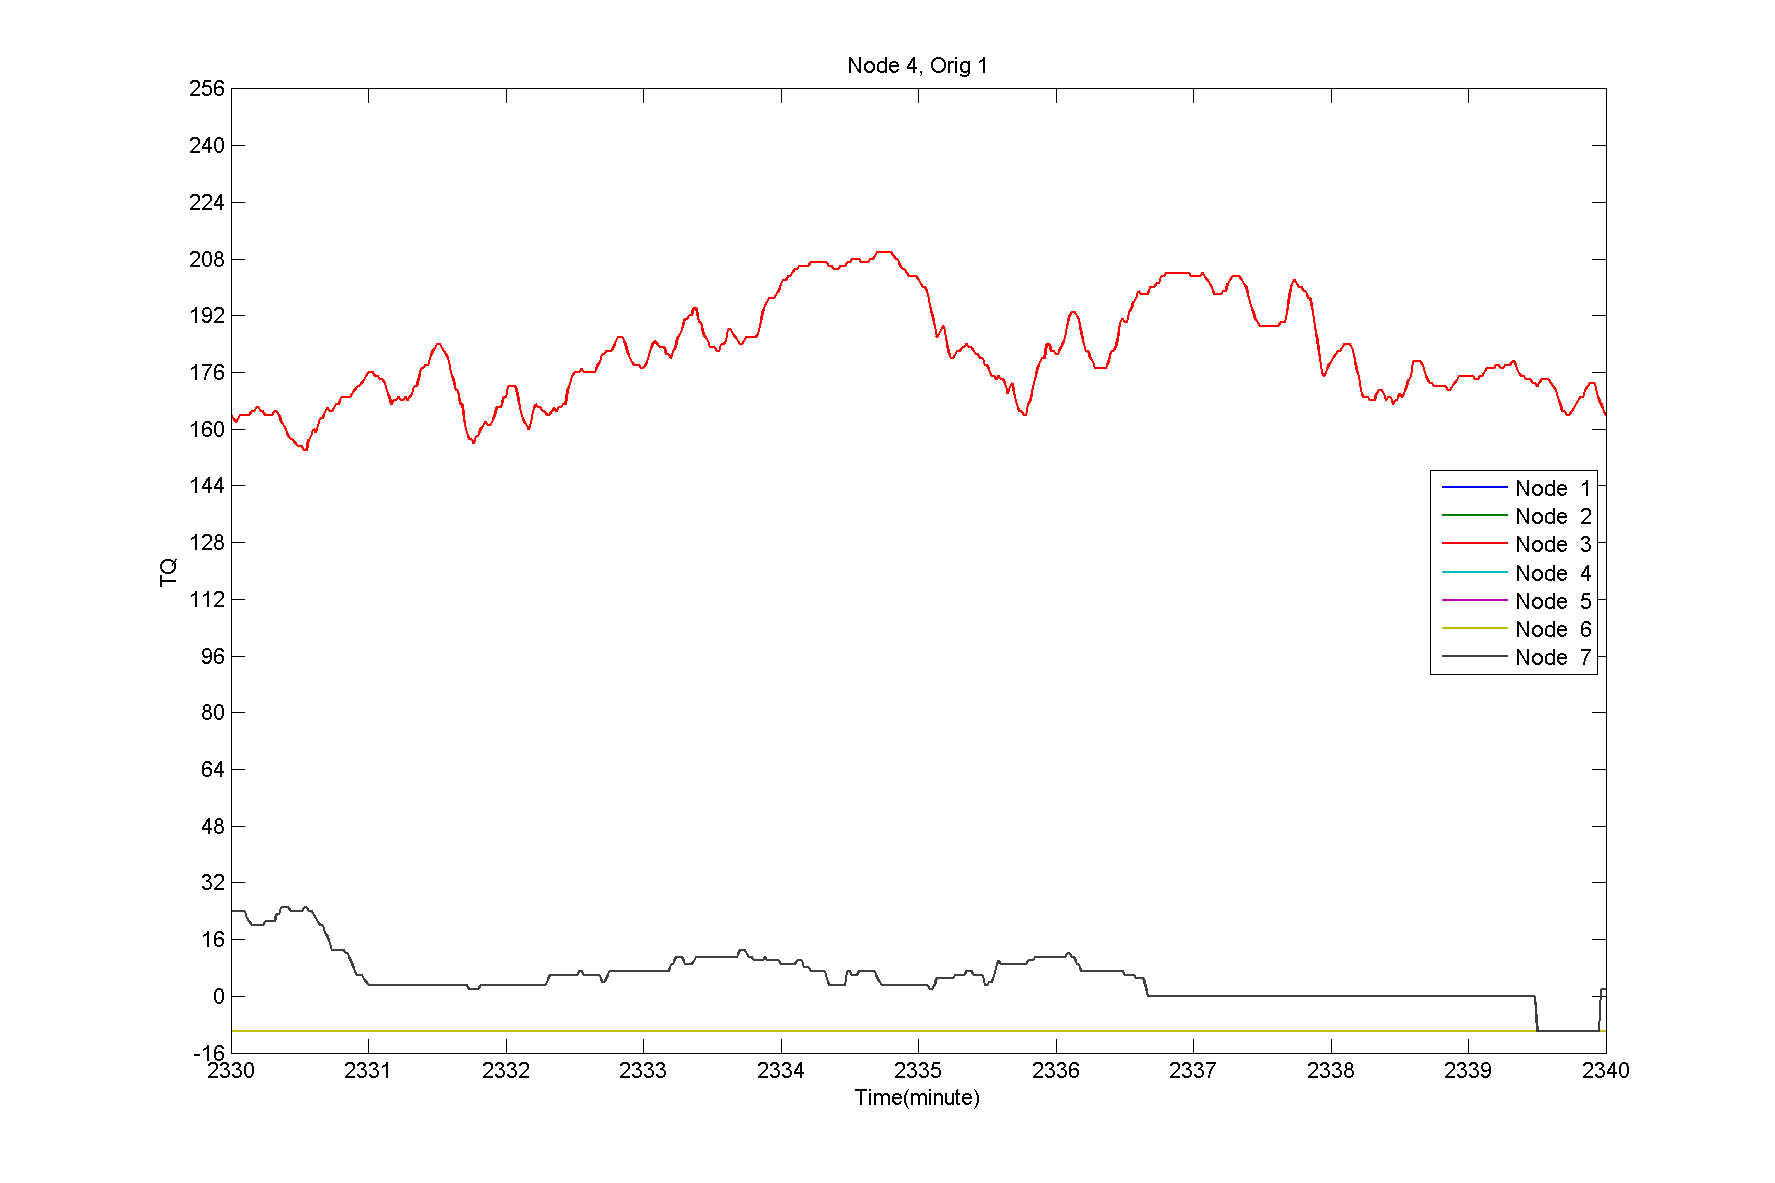 Node 4, Orig 1
256
240
224
208
192
176
160
144
128
112
96
80
64
48
32
16
0
-16
TQ
Node 1
Node 2
Node 3
Node 4
Node 5
Node 6
Node 7
2330 2331 2332 2333 2334 2335 2336 2337 2338 2339 2340
Time(minute)